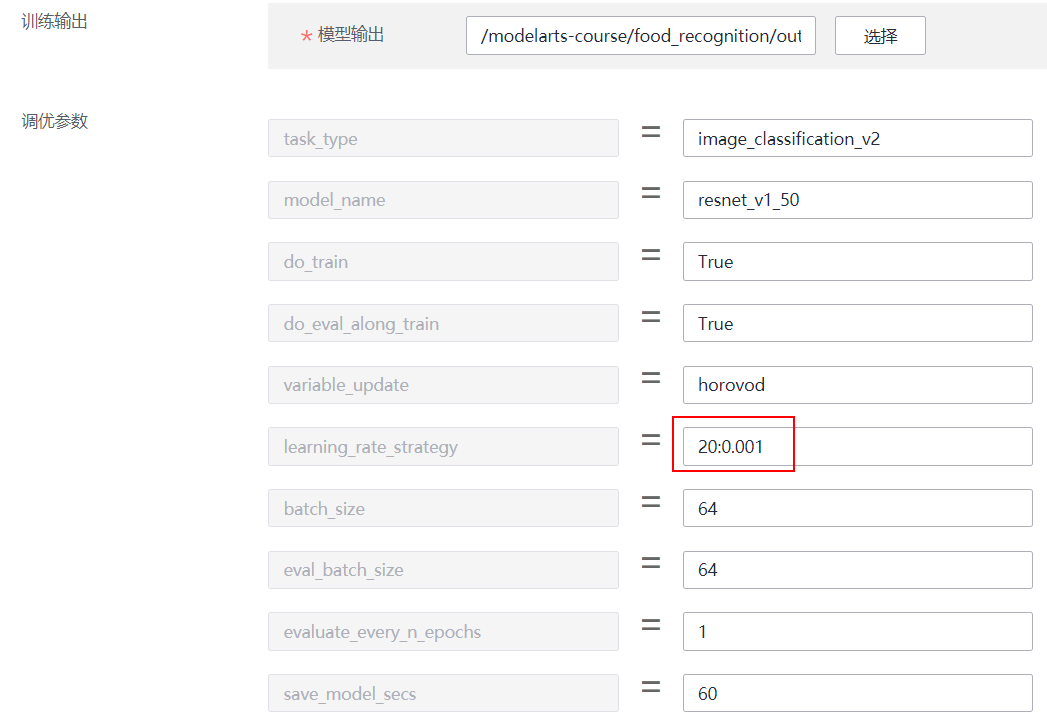 训练输出
* 模型输出 /modelarts-course/food_recognition/out 选择
调优参数
task_type = image_classification_v2
model_name = resnet_v1_50
do_train = True
do_eval_along_train = True
variable_update = horovod
learning_rate_strategy = 20:0.001
batch_size = 64
eval_batch_size = 64
evaluate_every_n_epochs = 1
save_model_secs = 60